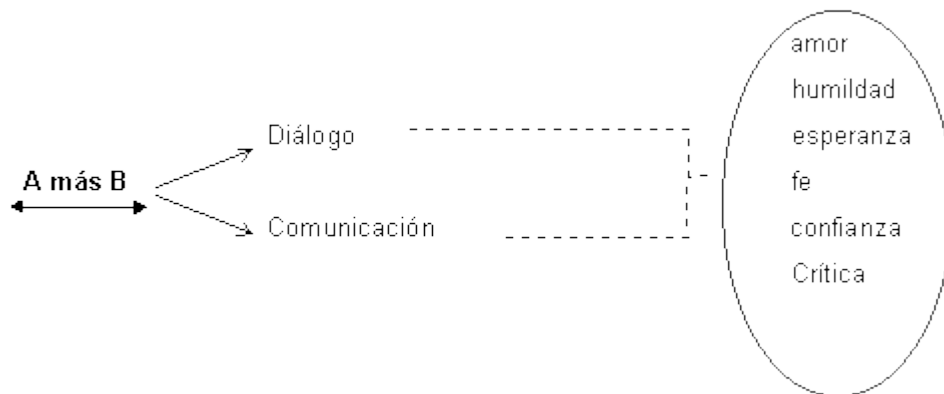 A más B
Diálogo
Comunicación
amor
humildad
esperanza
fe
confianza
Crítica